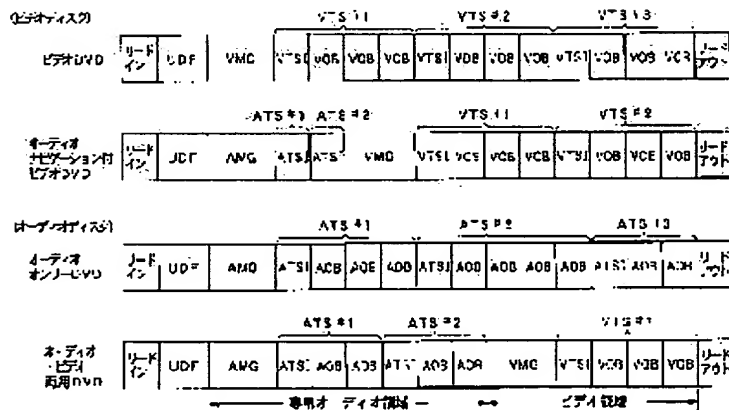 (ビデオディスク)
VTS #1 VTS #2 VTS #3
ビデオDVD リードイン UDF VMG VTSI VOB VOB VOB VTSI VOB VOB VOB VTSI VOB VOB VOB リードアウト
ATS #1 ATS #2 VTS #1 VTS #2
オーディオナビゲーション付ビデオDVD リードイン UDF AMG ATSI ATSI VMG VTSI VOB VOB VOB VTSI VOB VOB VOB リードアウト
(オーディオディスク)
ATS #1 ATS #2 ATS #3
オーディオオンリーDVD リードイン UDF AMG ATSI AOB AOB AOB ATSI AOB AOB AOB AOB ATSI AOB AOB リードアウト
ATS #1 ATS #2 VTS #1
オーディオ・ビデオ両用DVD リードイン UDF AMG ATSI AOB AOB ATSI AOB AOB VMG VTSI VOB VOB VOB リードアウト
専用オーディオ領域 ビデオ領域